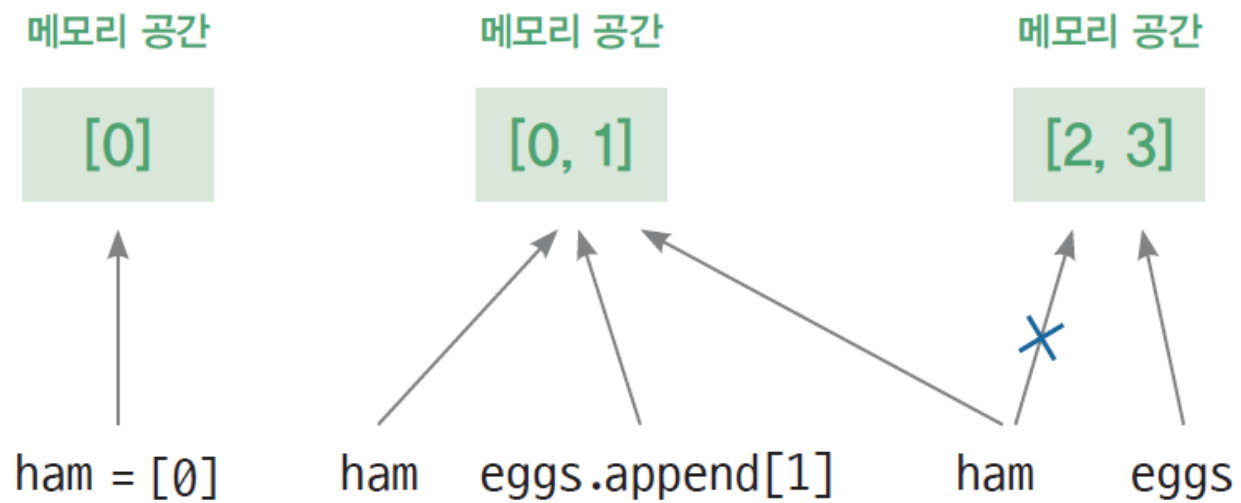 메모리 공간 메모리 공간 메모리 공간
[0] [0, 1] [2, 3]
ham = [0] ham eggs.append[1] ham eggs